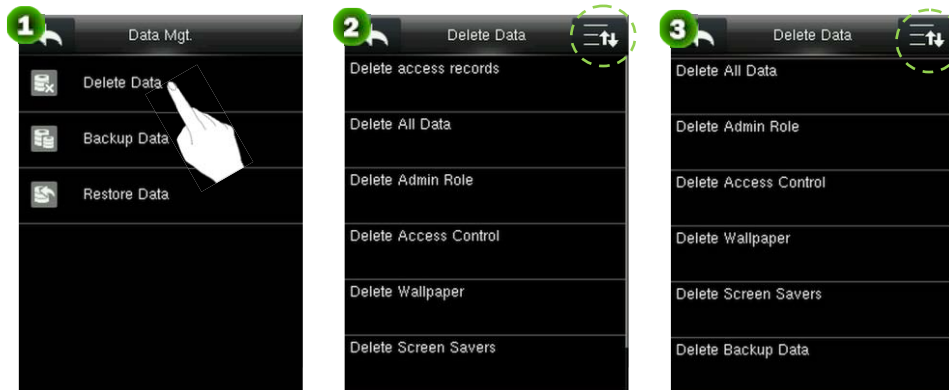 1
Data Mgt.
Delete Data
Backup Data
Restore Data
2
Delete Data
Delete access records
Delete All Data
Delete Admin Role
Delete Access Control
Delete Wallpaper
Delete Screen Savers
3
Delete Data
Delete All Data
Delete Admin Role
Delete Access Control
Delete Wallpaper
Delete Screen Savers
Delete Backup Data